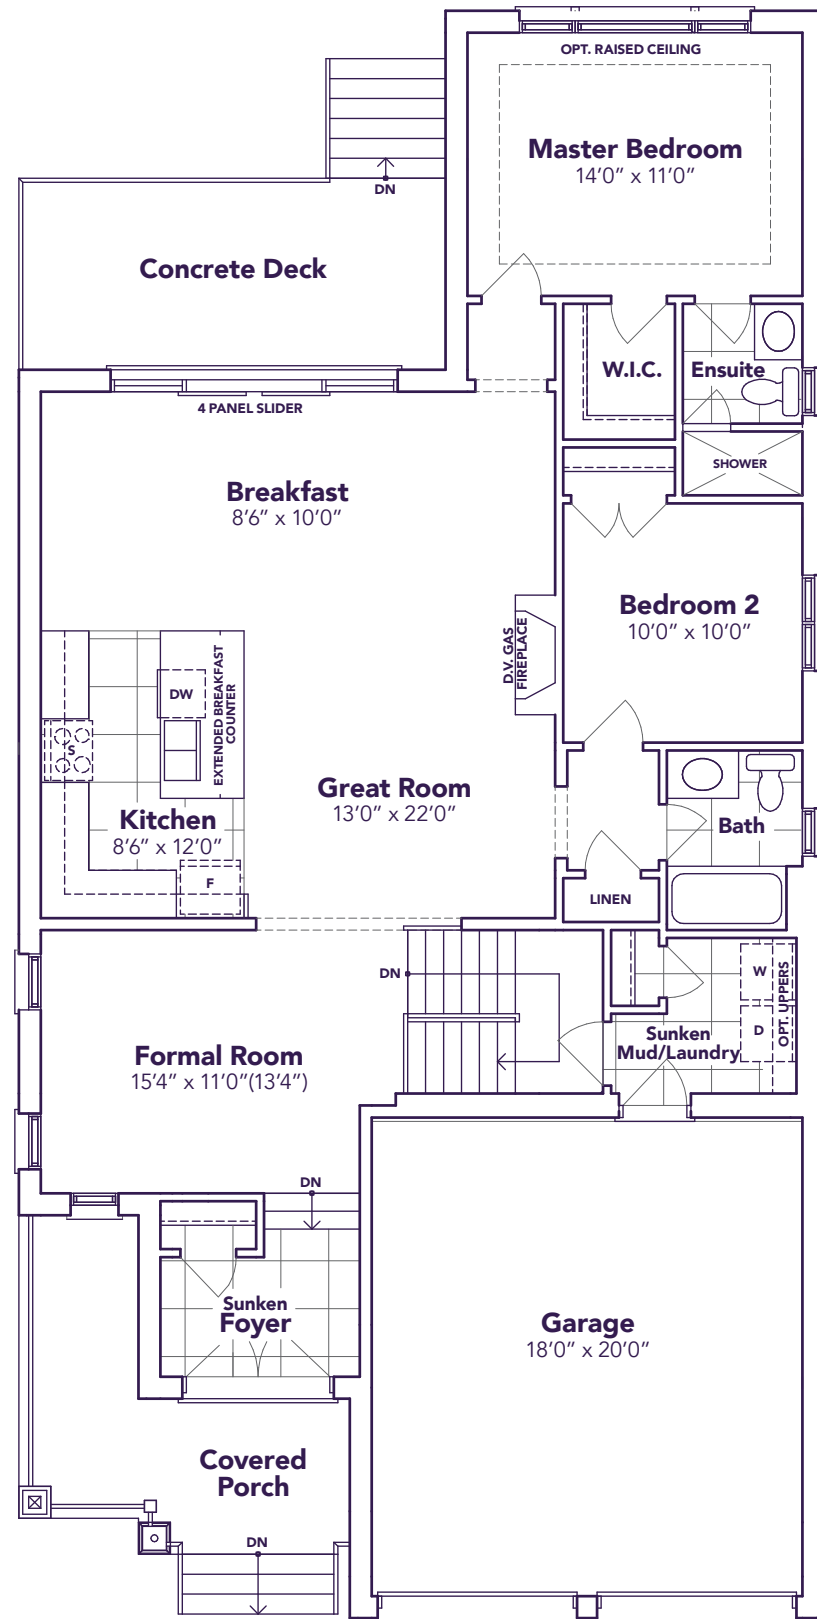 OPT. RAISED CEILING
Master Bedroom
14'0" x 11'0"
DN
Concrete Deck
W.I.C.
Ensuite
4 PANEL SLIDER
SHOWER
Breakfast
8'6" x 10'0"
Bedroom 2
10'0" x 10'0"
D.V. GAS
FIREPLACE
DW
EXTENDED BREAKFAST
COUNTER
S
Great Room
13'0" x 22'0"
Kitchen
8'6" x 12'0"
F
Bath
LINEN
DN
W
D
OPT. UPPERS
Sunken
Mud/Laundry
Formal Room
15'4" x 11'0"(13'4")
DN
Sunken
Foyer
Garage
18'0" x 20'0"
Covered
Porch
DN